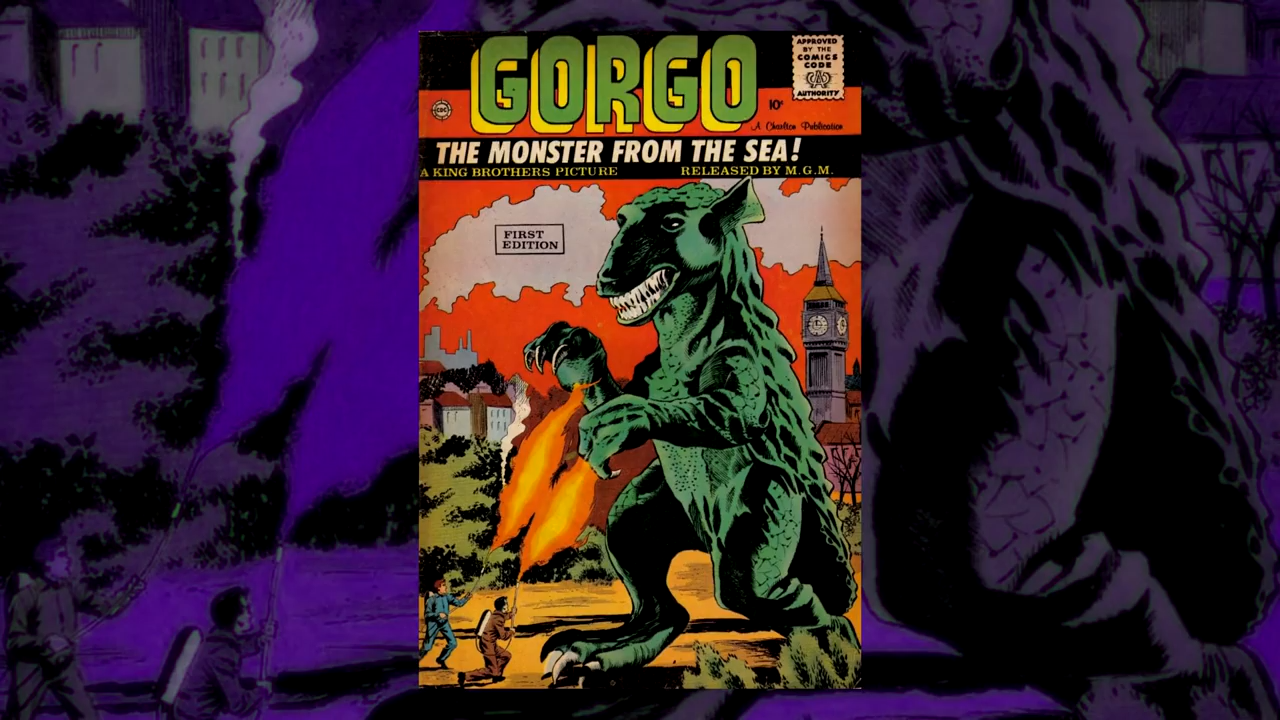 GORGO
APPROVED
BY THE
COMICS
CODE
CA
AUTHORITY
CDC
10¢
A Charlton Publication
THE MONSTER FROM THE SEA!
A KING BROTHERS PICTURE
RELEASED BY M.G.M.
FIRST
EDITION